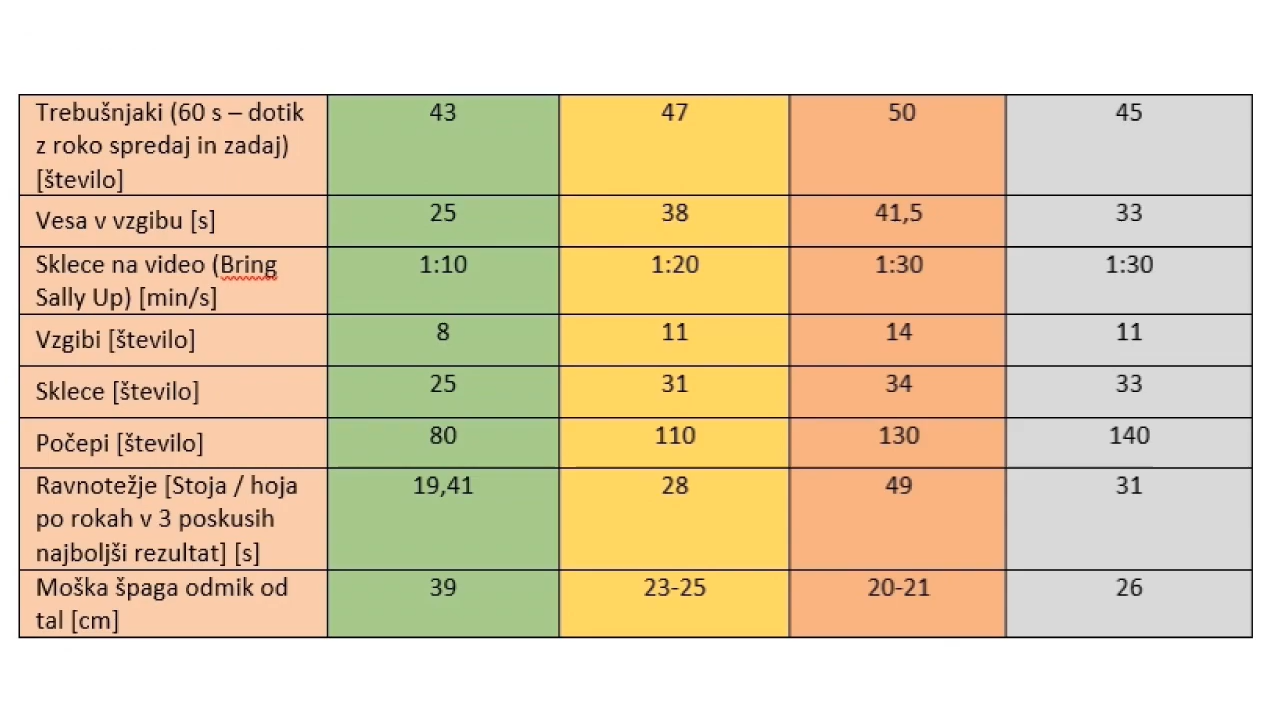 Trebušnjaki (60 s – dotik 43 47 50 45
z roko spredaj in zadaj)
[število]
Vesa v vzgibu [s] 25 38 41,5 33
Sklece na video (Bring 1:10 1:20 1:30 1:30
Sally Up) [min/s]
Vzgibi [število] 8 11 14 11
Sklece [število] 25 31 34 33
Počepi [število] 80 110 130 140
Ravnotežje [Stoja / hoja 19,41 28 49 31
po rokah v 3 poskusih
najboljši rezultat] [s]
Moška špaga odmik od 39 23-25 20-21 26
tal [cm]